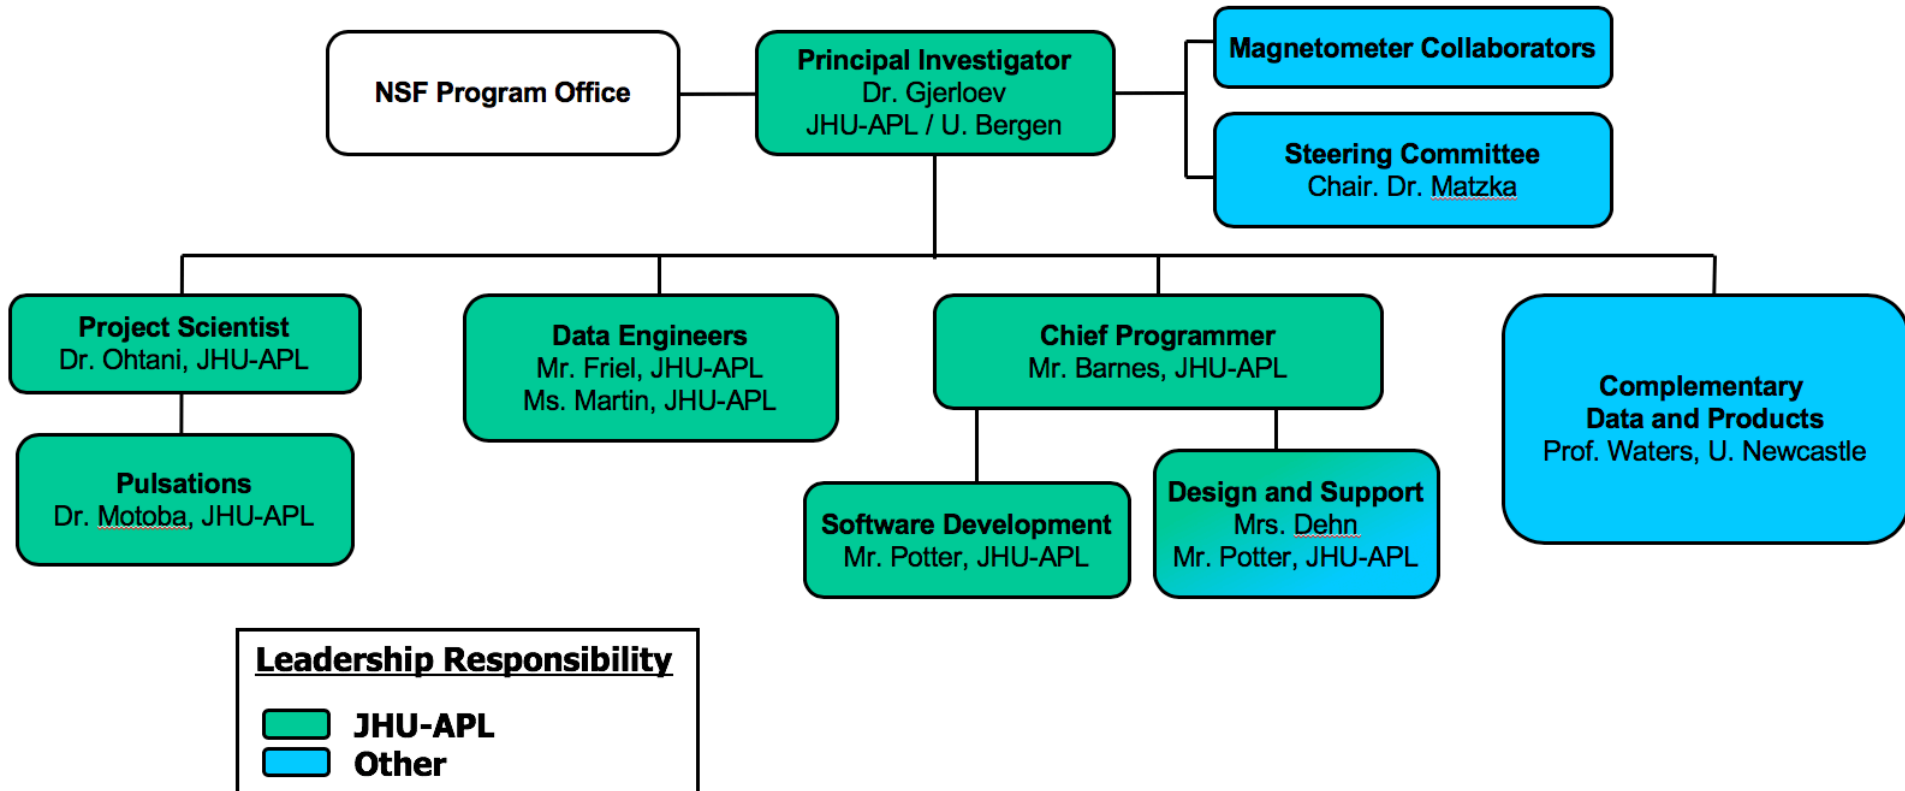 NSF Program Office
Principal Investigator
Dr. Gjerloev
JHU-APL / U. Bergen
Magnetometer Collaborators
Steering Committee
Chair. Dr. Matzka
Project Scientist
Dr. Ohtani, JHU-APL
Data Engineers
Mr. Friel, JHU-APL
Ms. Martin, JHU-APL
Chief Programmer
Mr. Barnes, JHU-APL
Complementary
Data and Products
Prof. Waters, U. Newcastle
Pulsations
Dr. Motoba, JHU-APL
Software Development
Mr. Potter, JHU-APL
Design and Support
Mrs. Dehn
Mr. Potter, JHU-APL
Leadership Responsibility
JHU-APL
Other